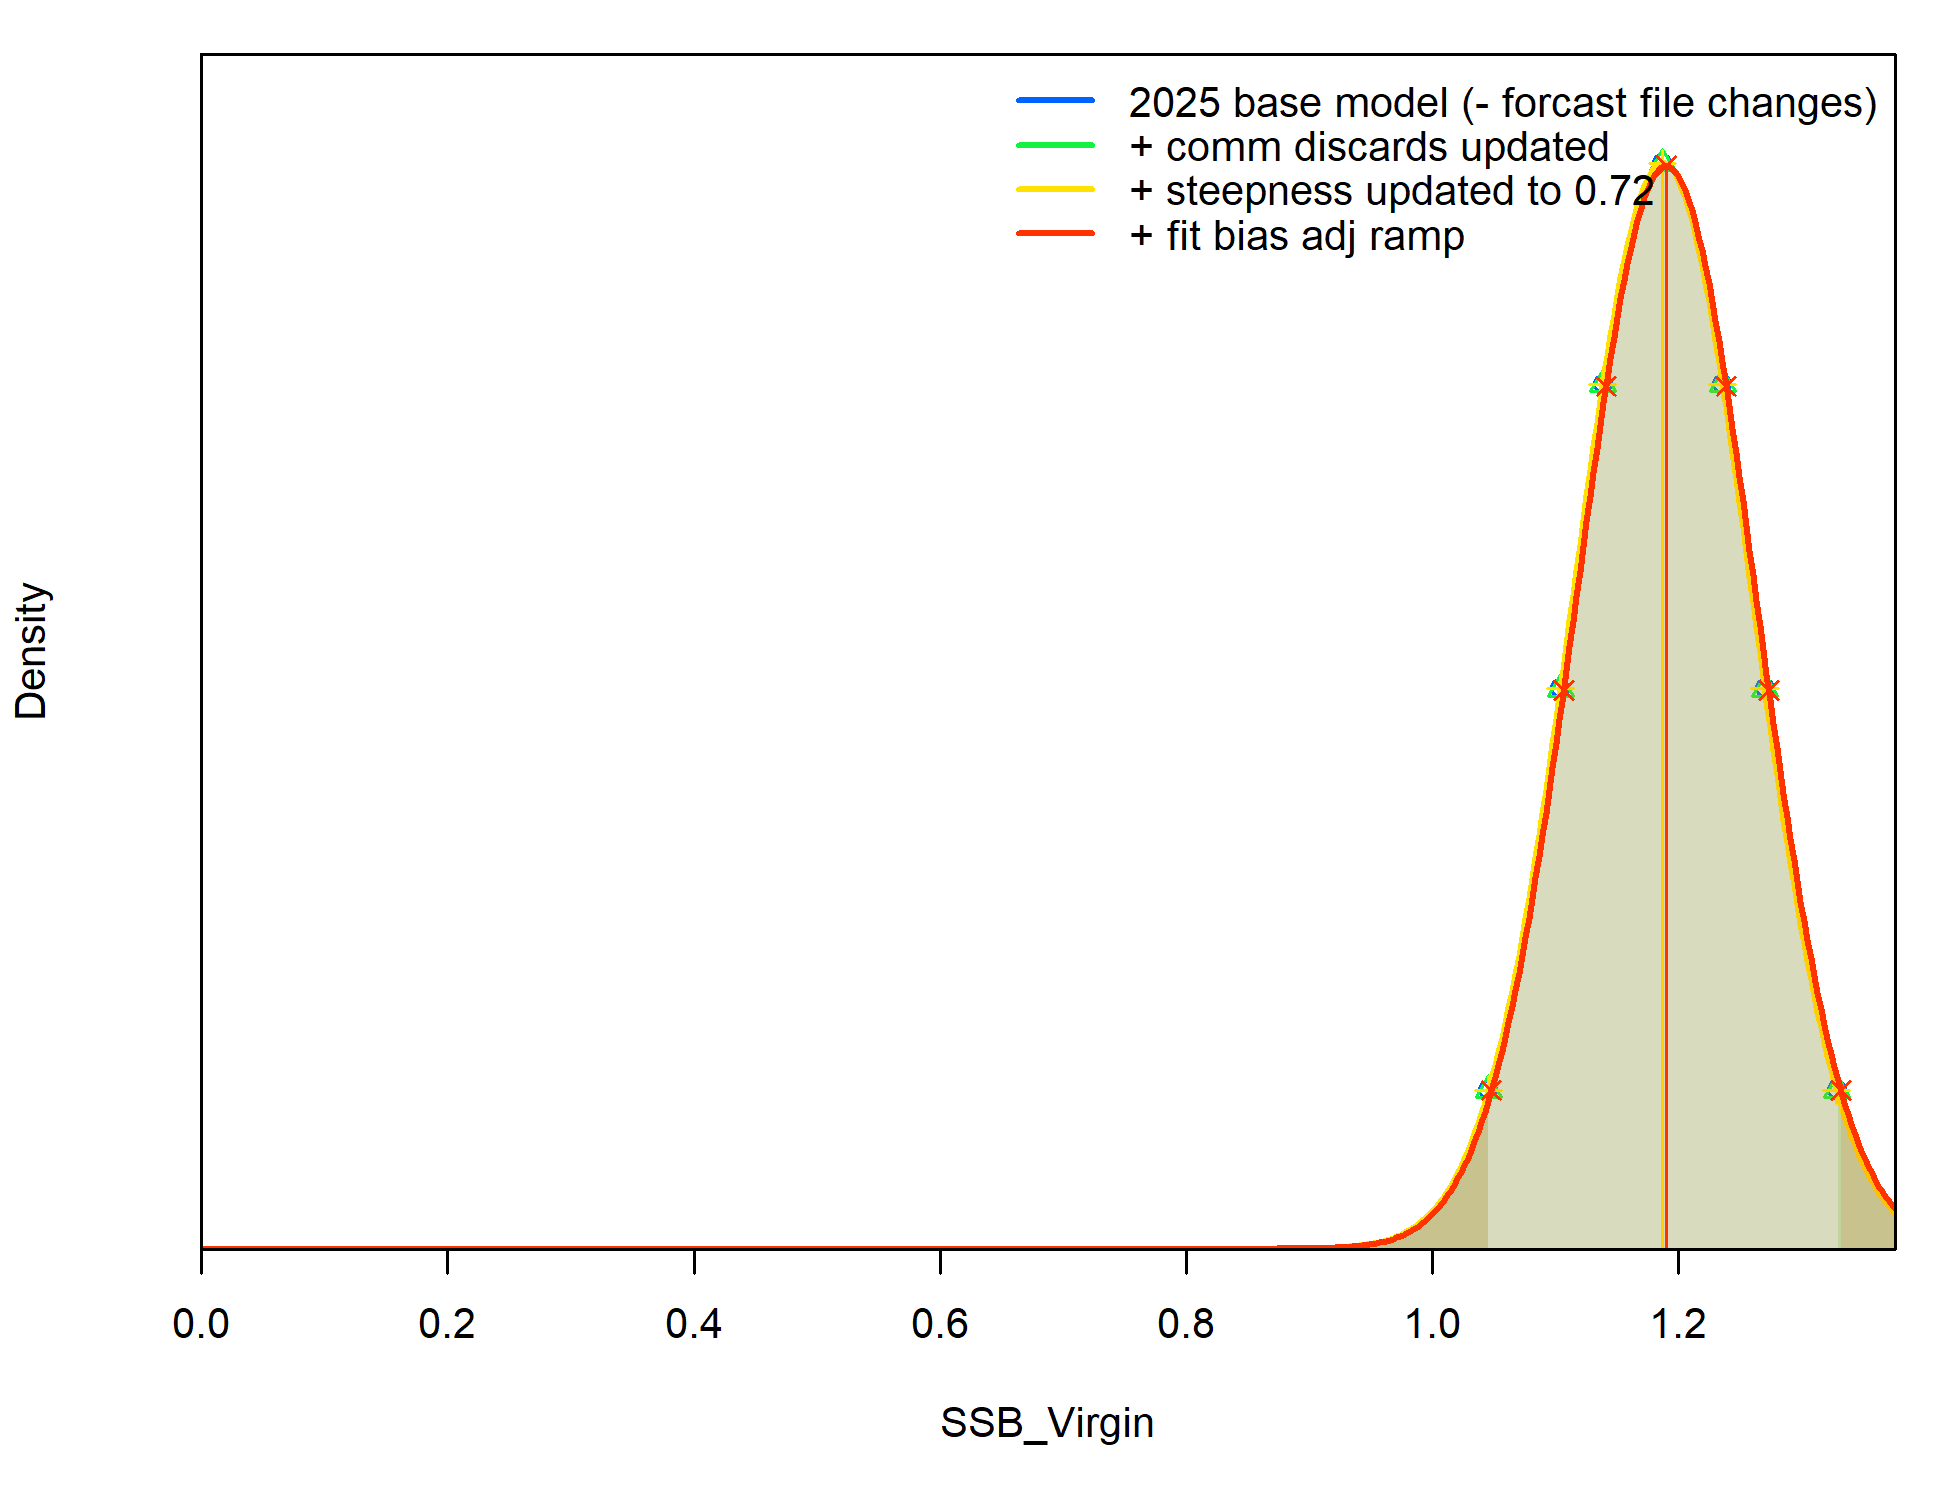 2025 base model (- forcast file changes)
+ comm discards updated
+ steepness updated to 0.72
+ fit bias adj ramp
Density
0.0 0.2 0.4 0.6 0.8 1.0 1.2
SSB_Virgin